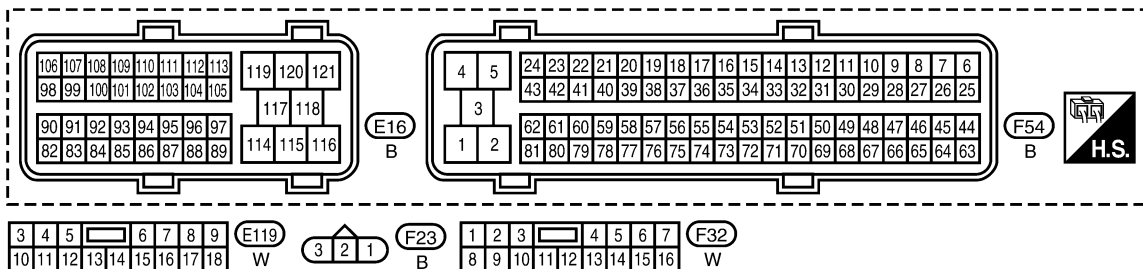 106 107 108 109 110 111 112 113 119 120 121 4 5 24 23 22 21 20 19 18 17 16 15 14 13 12 11 10 9 8 7 6
98 99 100 101 102 103 104 105 43 42 41 40 39 38 37 36 35 34 33 32 31 30 29 28 27 26 25
117 118 3
90 91 92 93 94 95 96 97 E16 62 61 60 59 58 57 56 55 54 53 52 51 50 49 48 47 46 45 44 F54
82 83 84 85 86 87 88 89 114 115 116 B 1 2 81 80 79 78 77 76 75 74 73 72 71 70 69 68 67 66 65 64 63 B H.S.
3 4 5 6 7 8 9 E119 F23 1 2 3 4 5 6 7 F32
10 11 12 13 14 15 16 17 18 W 3 2 1 B 8 9 10 11 12 13 14 15 16 W